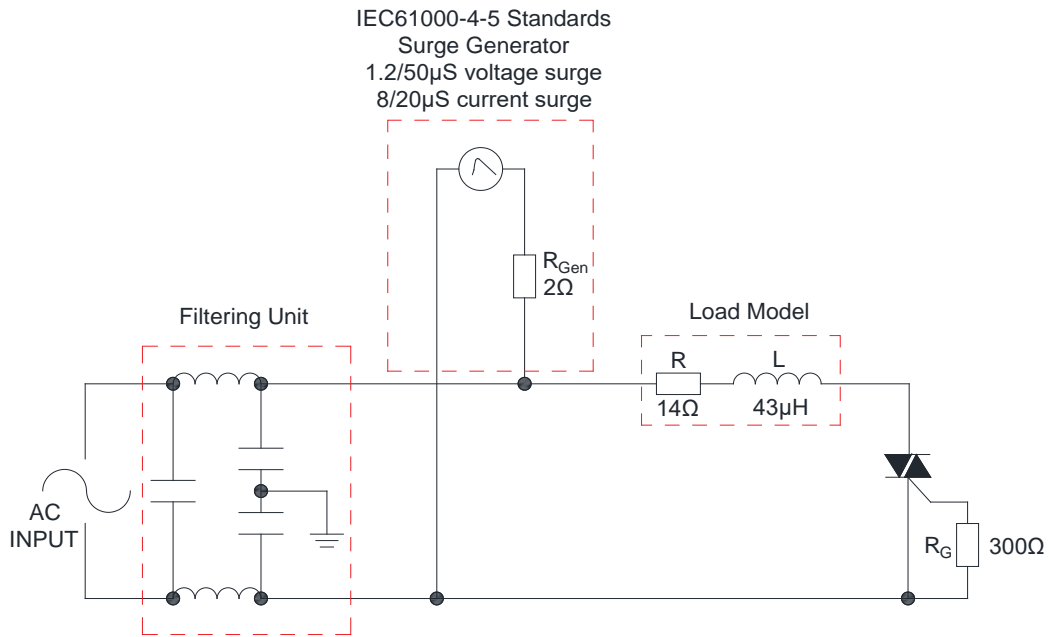 IEC61000-4-5 Standards
Surge Generator
1.2/50µS voltage surge
8/20µS current surge
R_Gen
2Ω
Filtering Unit
Load Model
R
L
14Ω
43µH
AC
INPUT
R_G
300Ω